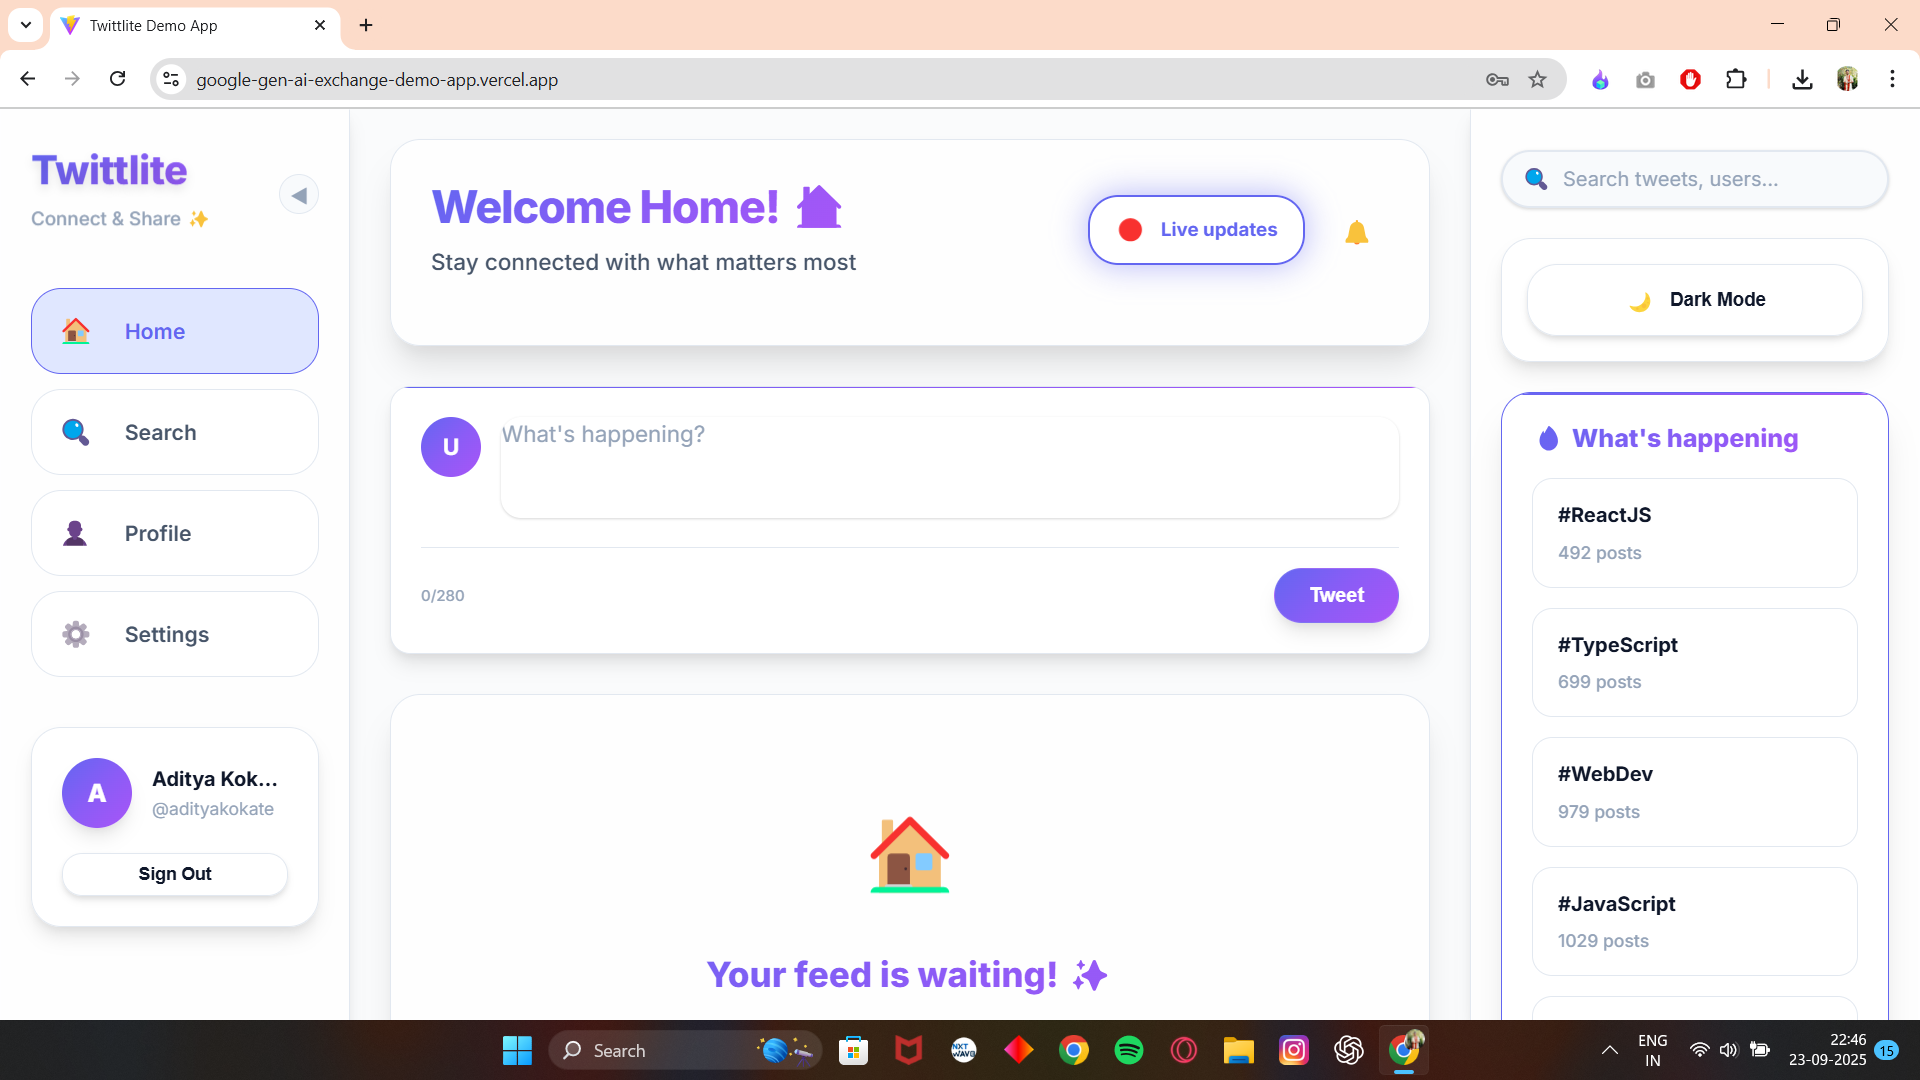 Twittlite Demo App
google-gen-ai-exchange-demo-app.vercel.app
Twittlite
Connect & Share ✨
Home
Search
Profile
Settings
A
Aditya Kok...
@adityakokate
Sign Out
Welcome Home!
Stay connected with what matters most
Live updates
U
What's happening?
0/280
Tweet
Your feed is waiting!
Search tweets, users...
Dark Mode
What's happening
#ReactJS
492 posts
#TypeScript
699 posts
#WebDev
979 posts
#JavaScript
1029 posts
Search
NXT
WAVE
ENG
IN
22:46
23-09-2025
15